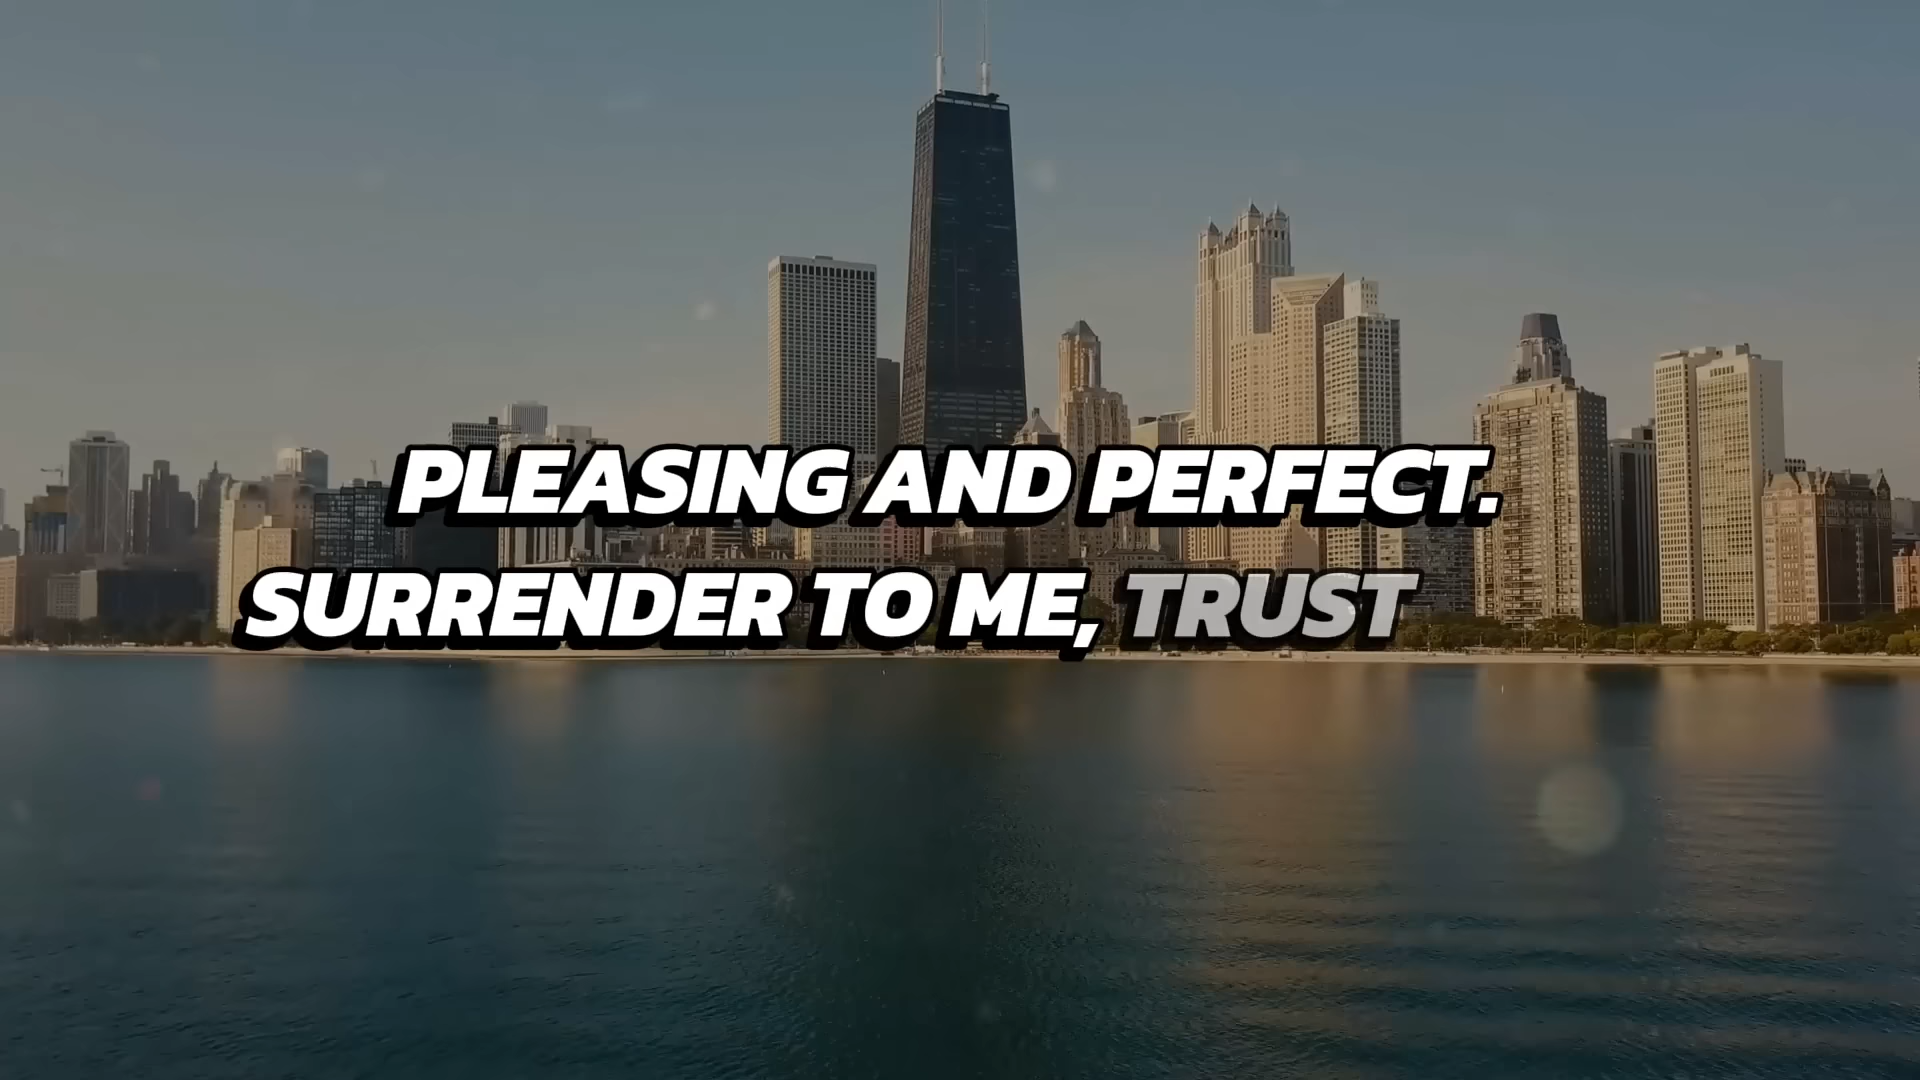 PLEASING AND PERFECT.
SURRENDER TO ME, TRUST